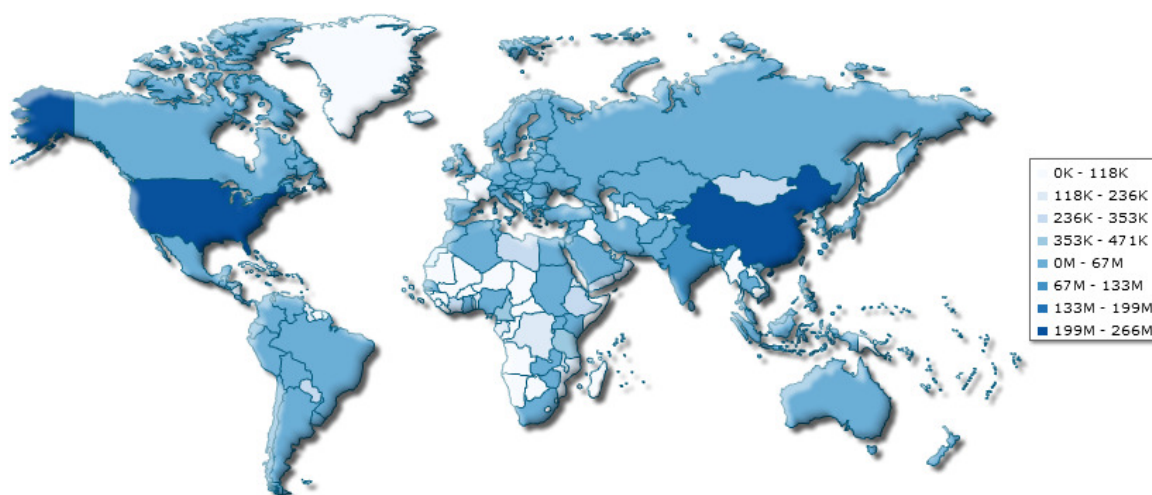 0K - 118K
118K - 236K
236K - 353K
353K - 471K
0M - 67M
67M - 133M
133M - 199M
199M - 266M